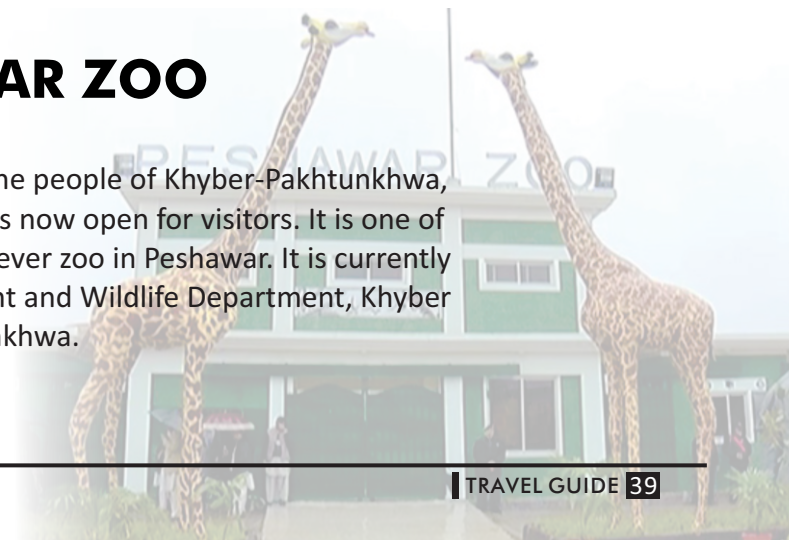 AR ZOO
PESHAWAR ZOO
he people of Khyber-Pakhtunkhwa,
s now open for visitors. It is one of
ever zoo in Peshawar. It is currently
nt and Wildlife Department, Khyber
khwa.
TRAVEL GUIDE 39